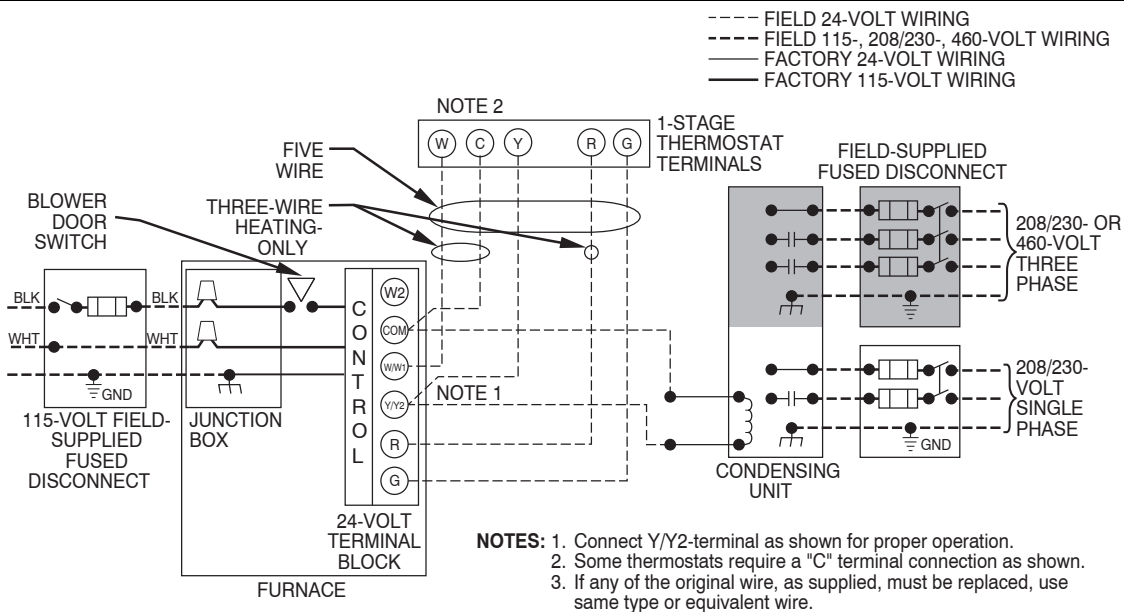 FIELD 24-VOLT WIRING
FIELD 115-, 208/230-, 460-VOLT WIRING
FACTORY 24-VOLT WIRING
FACTORY 115-VOLT WIRING
NOTE 2
W C Y R G
1-STAGE
THERMOSTAT
TERMINALS
FIVE
WIRE
THREE-WIRE
HEATING-
ONLY
BLOWER
DOOR
SWITCH
FIELD-SUPPLIED
FUSED DISCONNECT
208/230- OR
460-VOLT
THREE
PHASE
BLK
BLK
WHT
WHT
GND
115-VOLT FIELD-
SUPPLIED
FUSED
DISCONNECT
JUNCTION
BOX
CONTROL
W2
COM
W/W1
Y/Y2
R
G
NOTE 1
24-VOLT
TERMINAL
BLOCK
FURNACE
CONDENSING
UNIT
GND
208/230-
VOLT
SINGLE
PHASE
NOTES: 1. Connect Y/Y2-terminal as shown for proper operation.
2. Some thermostats require a "C" terminal connection as shown.
3. If any of the original wire, as supplied, must be replaced, use
same type or equivalent wire.